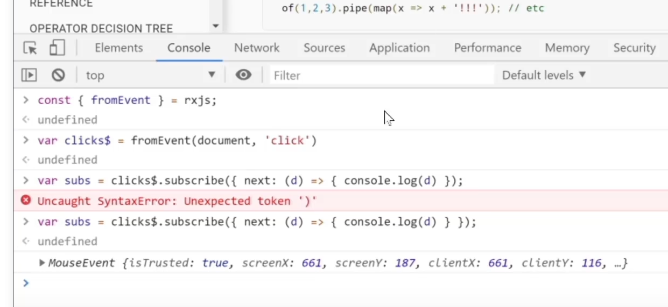 REFERENCE
OPERATOR DECISION TREE
of(1,2,3).pipe(map(x => x + '!!!')); // etc
Elements Console Network Sources Application Performance Memory Security
top Filter Default levels
const { fromEvent } = rxjs;
undefined
var clicks$ = fromEvent(document, 'click')
undefined
var subs = clicks$.subscribe({ next: (d) => { console.log(d) });
Uncaught SyntaxError: Unexpected token ')'
var subs = clicks$.subscribe({ next: (d) => { console.log(d) } });
undefined
MouseEvent {isTrusted: true, screenX: 661, screenY: 187, clientX: 661, clientY: 116, …}